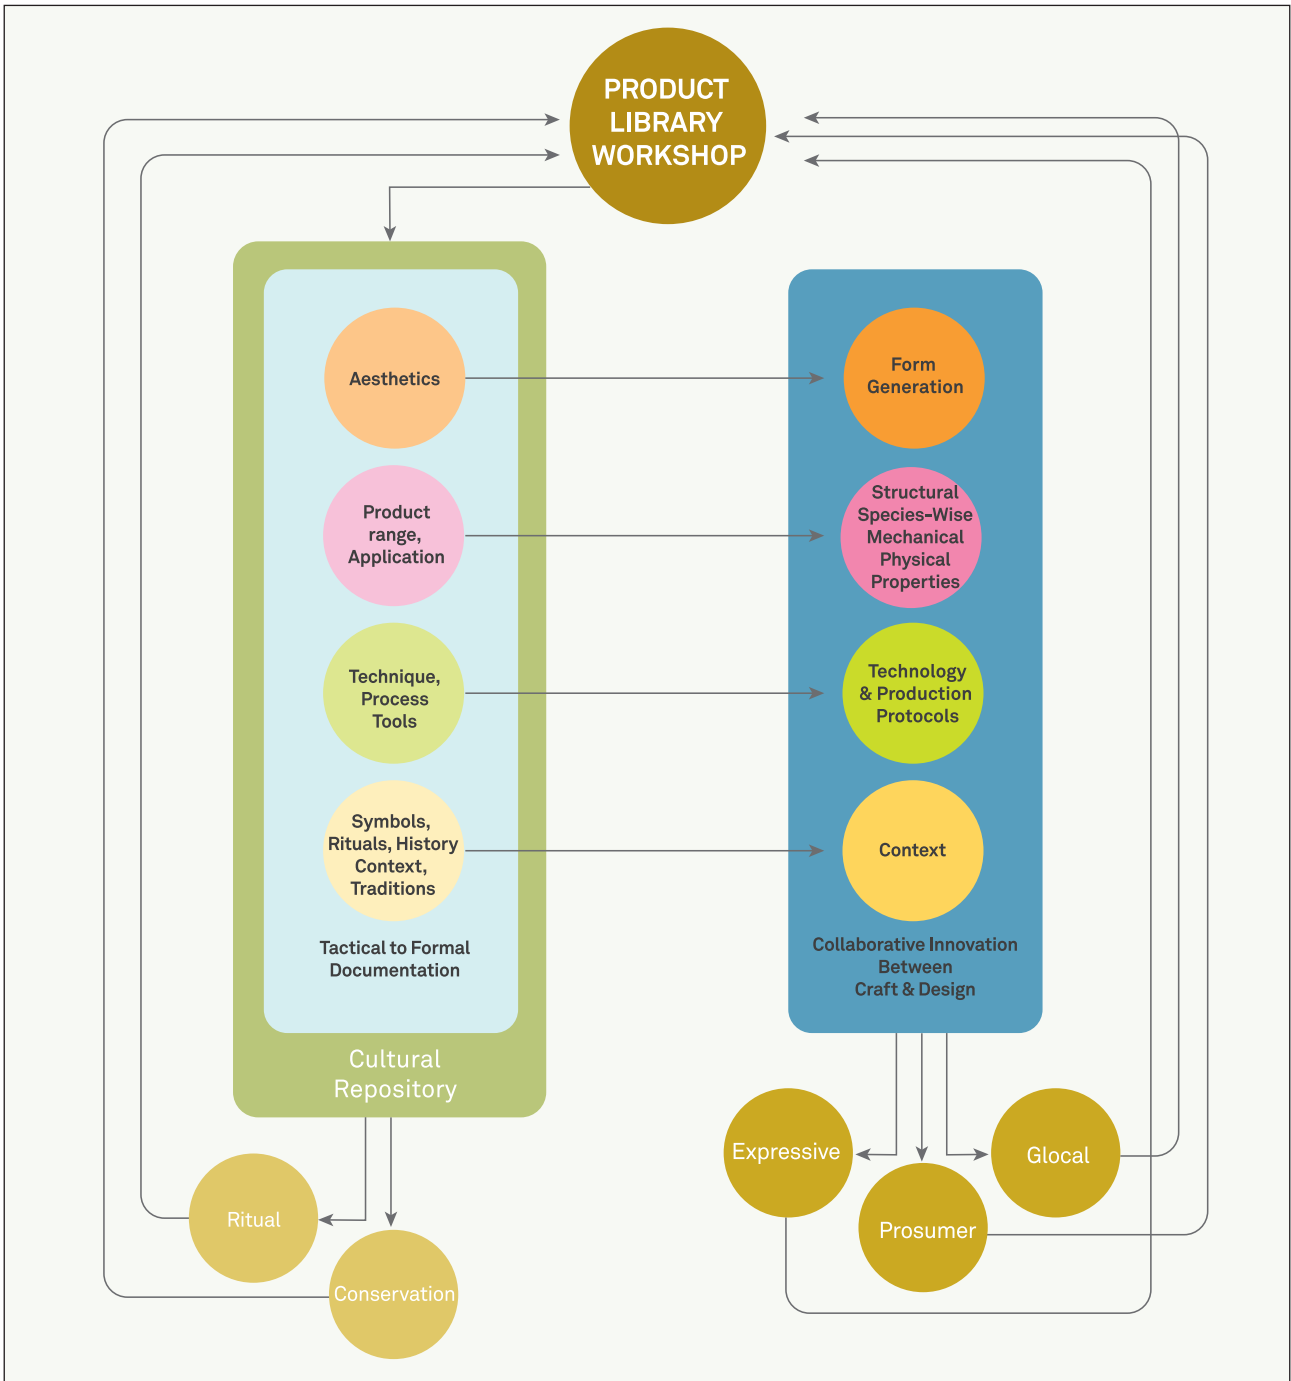 PRODUCT
LIBRARY
WORKSHOP
Aesthetics
Product
range,
Application
Technique,
Process
Tools
Symbols,
Rituals, History
Context,
Traditions
Tactical to Formal
Documentation
Cultural
Repository
Ritual
Conservation
Form
Generation
Structural
Species-Wise
Mechanical
Physical
Properties
Technology
& Production
Protocols
Context
Collaborative Innovation
Between
Craft & Design
Expressive
Prosumer
Glocal